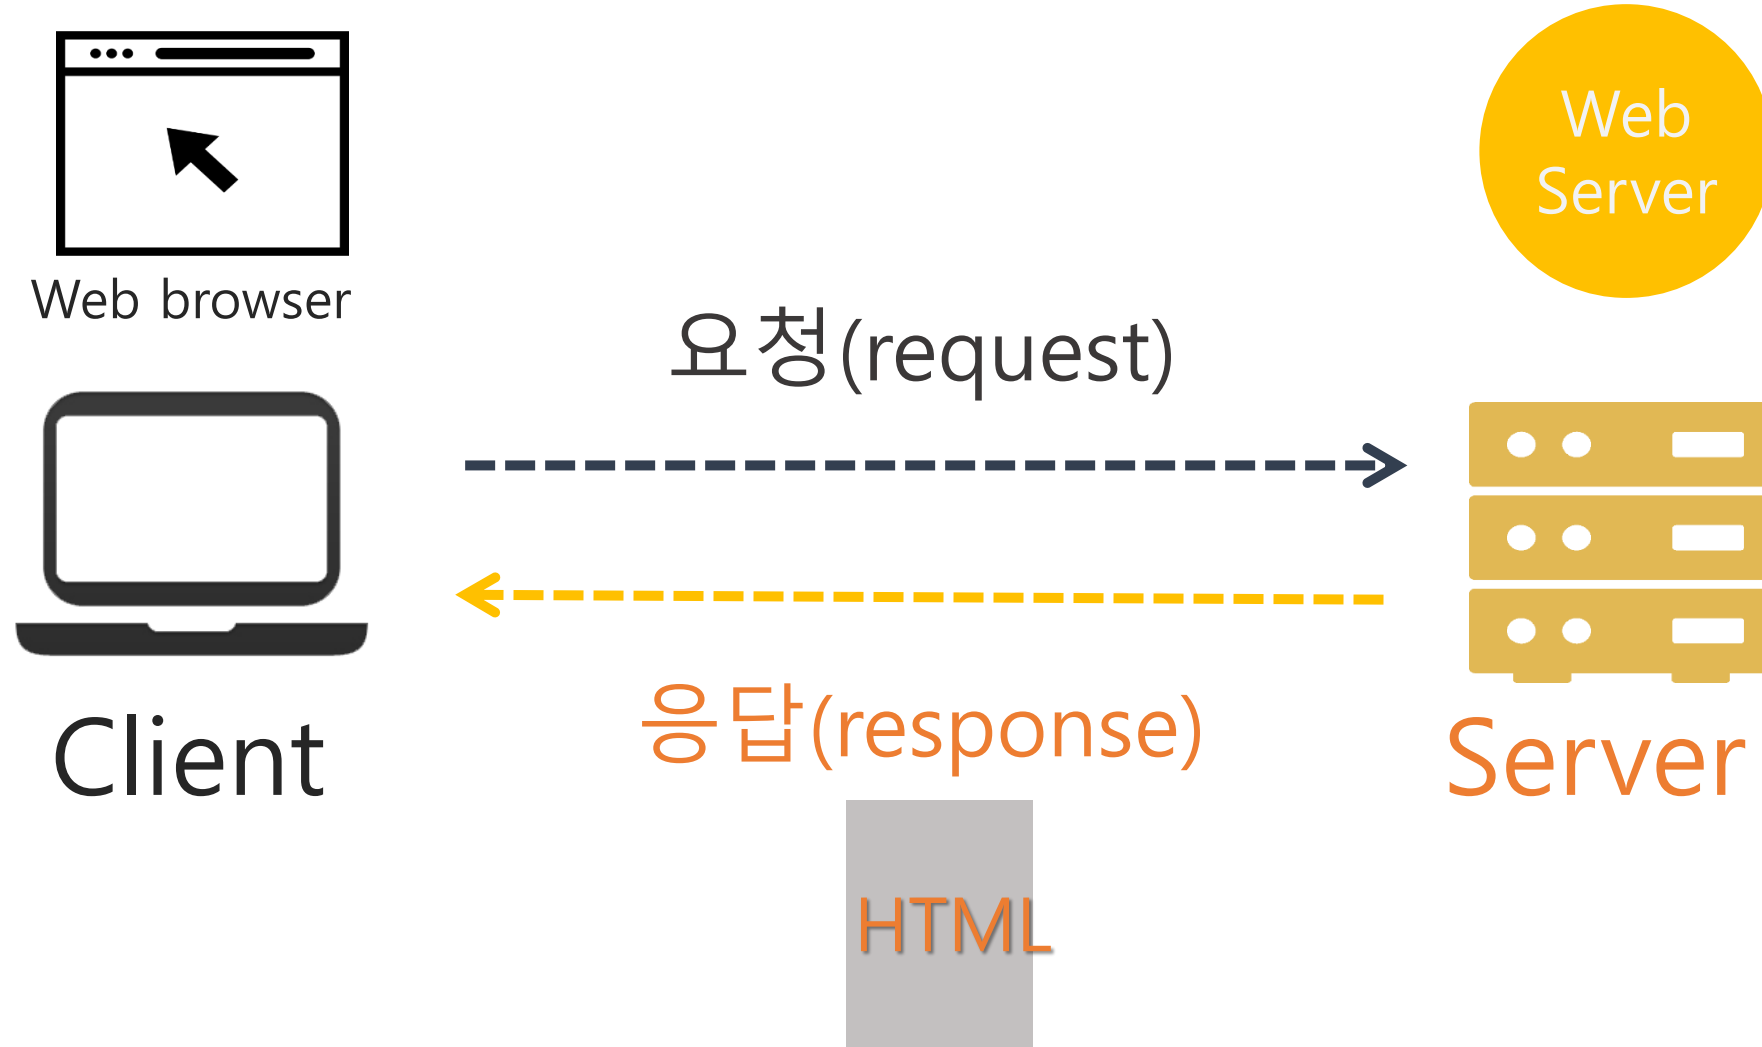 Web
Server
Web browser
요청(request)
응답(response)
Client
Server
HTML